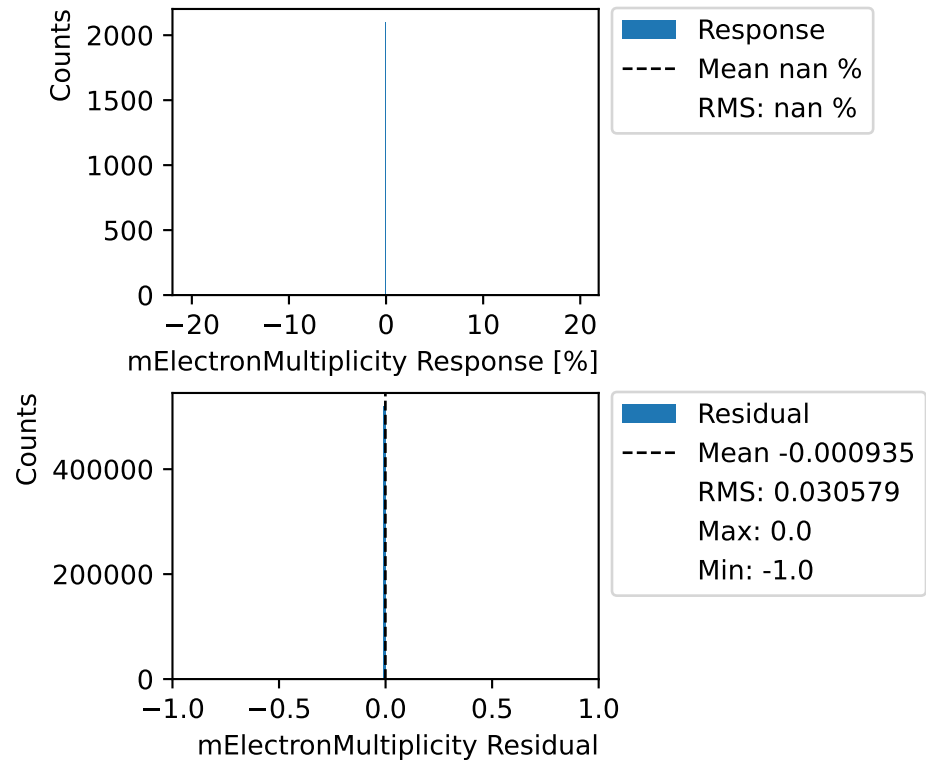 Counts
2000
1500
1000
500
0
−20
−10
0
10
20
mElectronMultiplicity Response [%]
Response
Mean nan %
RMS: nan %
Counts
400000
200000
0
−1.0
−0.5
0.0
0.5
1.0
mElectronMultiplicity Residual
Residual
Mean -0.000935
RMS: 0.030579
Max: 0.0
Min: -1.0